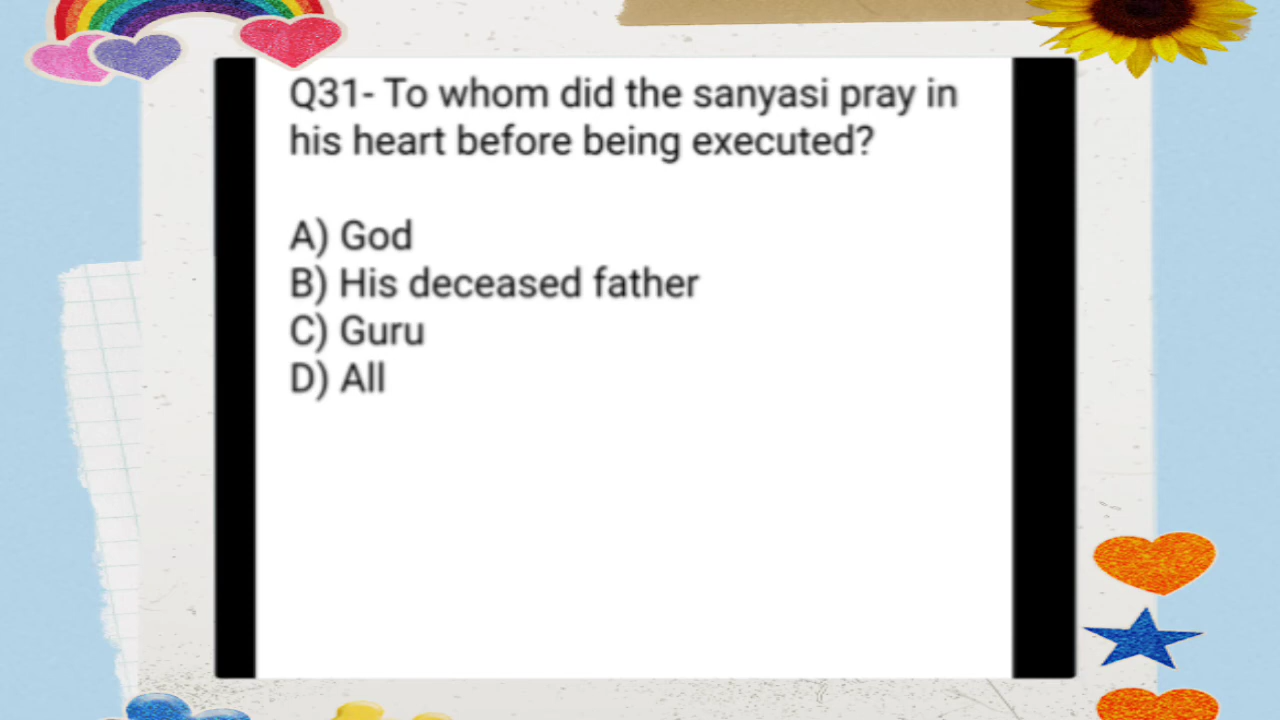 Q31- To whom did the sanyasi pray in
his heart before being executed?
A) God
B) His deceased father
C) Guru
D) All